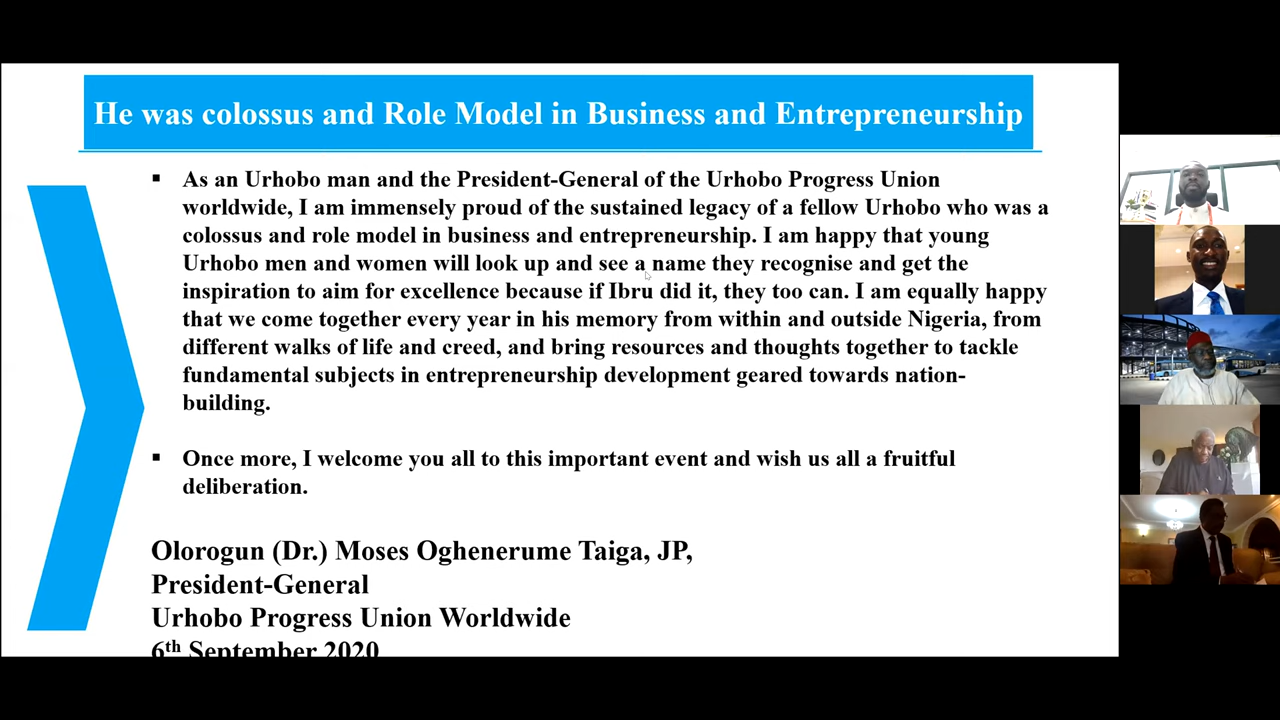 He was colossus and Role Model in Business and Entrepreneurship
▪ As an Urhobo man and the President-General of the Urhobo Progress Union
worldwide, I am immensely proud of the sustained legacy of a fellow Urhobo who was a
colossus and role model in business and entrepreneurship. I am happy that young
Urhobo men and women will look up and see a name they recognise and get the
inspiration to aim for excellence because if Ibru did it, they too can. I am equally happy
that we come together every year in his memory from within and outside Nigeria, from
different walks of life and creed, and bring resources and thoughts together to tackle
fundamental subjects in entrepreneurship development geared towards nation-
building.
▪ Once more, I welcome you all to this important event and wish us all a fruitful
deliberation.
Olorogun (Dr.) Moses Oghenerume Taiga, JP,
President-General
Urhobo Progress Union Worldwide
6th September 2020